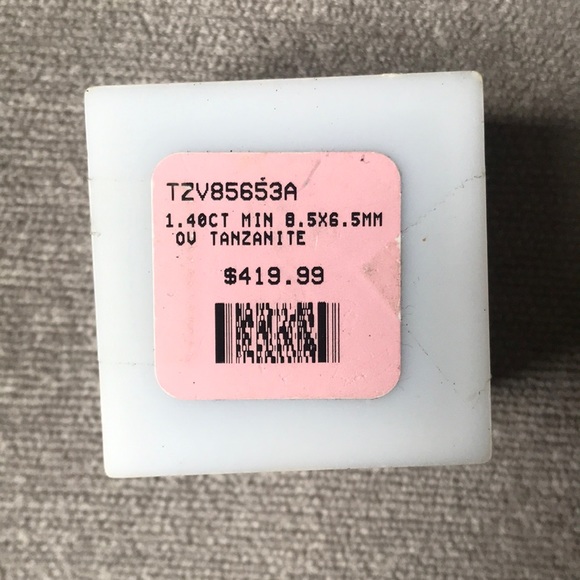 TZV85653A
1.40CT MIN 8.5X6.5MM
OV TANZANITE
$419.99